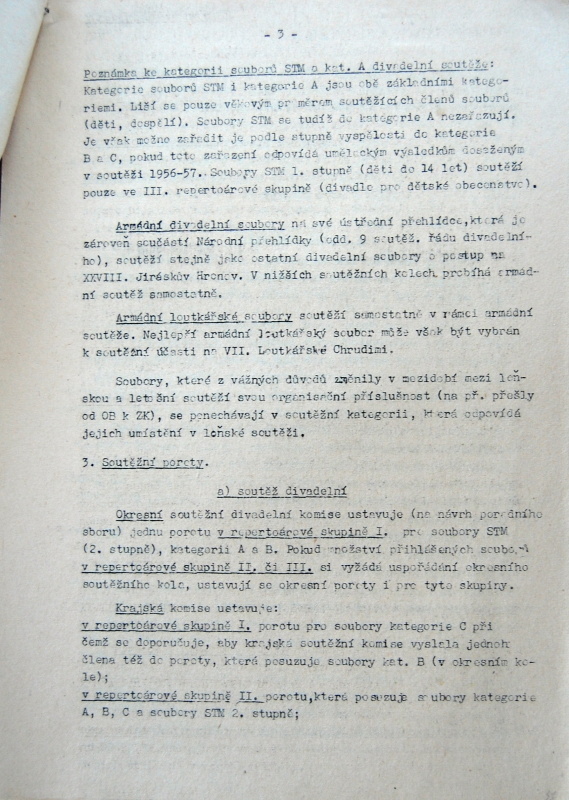 - 3 -
Poznámka ke kategorii souborů STM a kat. A divadelní soutěže:
Kategorie souborů STM i kategorie A jsou obě základními katego-
riemi. Liší se pouze věkovým průměrem soutěžících členů souborů
(děti, dospělí). Soubory STM se tudíž do kategorie A nezařazují.
Je však možno zařadit je podle stupně vyspělosti do kategorie
B a C, pokud toto zařazení odpovídá uměleckým výsledkům dosaženým
v soutěži 1956-57. Soubory STM 1. stupně (děti do 14 let) soutěží
pouze ve III. repertoárové skupině (divadlo pro dětské obecenstvo).
Armádní divadelní soubory na své ústřední přehlídce, která je
zároveň součástí Národní přehlídky (odd. 9 soutěž. řádu divadelní-
ho), soutěží stejně jako ostatní divadelní soubory o postup na
XXVIII. Jiráskův Hronov. V nižších soutěžních kolech probíhá armád-
ní soutěž samostatně.
Armádní loutkářské soubory soutěží samostatně v rámci armádní
soutěže. Nejlepší armádní loutkářský soubor může však být vybrán
k soutěžní účasti na VII. Loutkářské Chrudimi.
Soubory, které z vážných důvodů změnily v mezidobí mezi loň-
skou a letošní soutěží svou organisační příslušnost (na př. přešly
od OB k ZK), se ponechávají v soutěžní kategorii, která odpovídá
jejich umístění v loňské soutěži.
3. Soutěžní poroty.
a) soutěž divadelní
Okresní soutěžní divadelní komise ustavuje (na návrh poradního
sboru) jednu porotu v repertoárové skupině I. pro soubory STM
(2. stupně), kategorii A a B. Pokud množství přihlášených souborů
v repertoárové skupině II. či III. si vyžádá uspořádání okresního
soutěžního kola, ustavují se okresní poroty i pro tyto skupiny.
Krajská komise ustavuje:
v repertoárové skupině I. porotu pro soubory kategorie C při
čemž se doporučuje, aby krajská soutěžní komise vyslala jednoho
člena též do poroty, která posuzuje soubory kat. B (v okresním ko-
le);
v repertoárové skupině II. porotu, která posuzuje soubory kategorie
A, B, C a soubory STM 2. stupně;